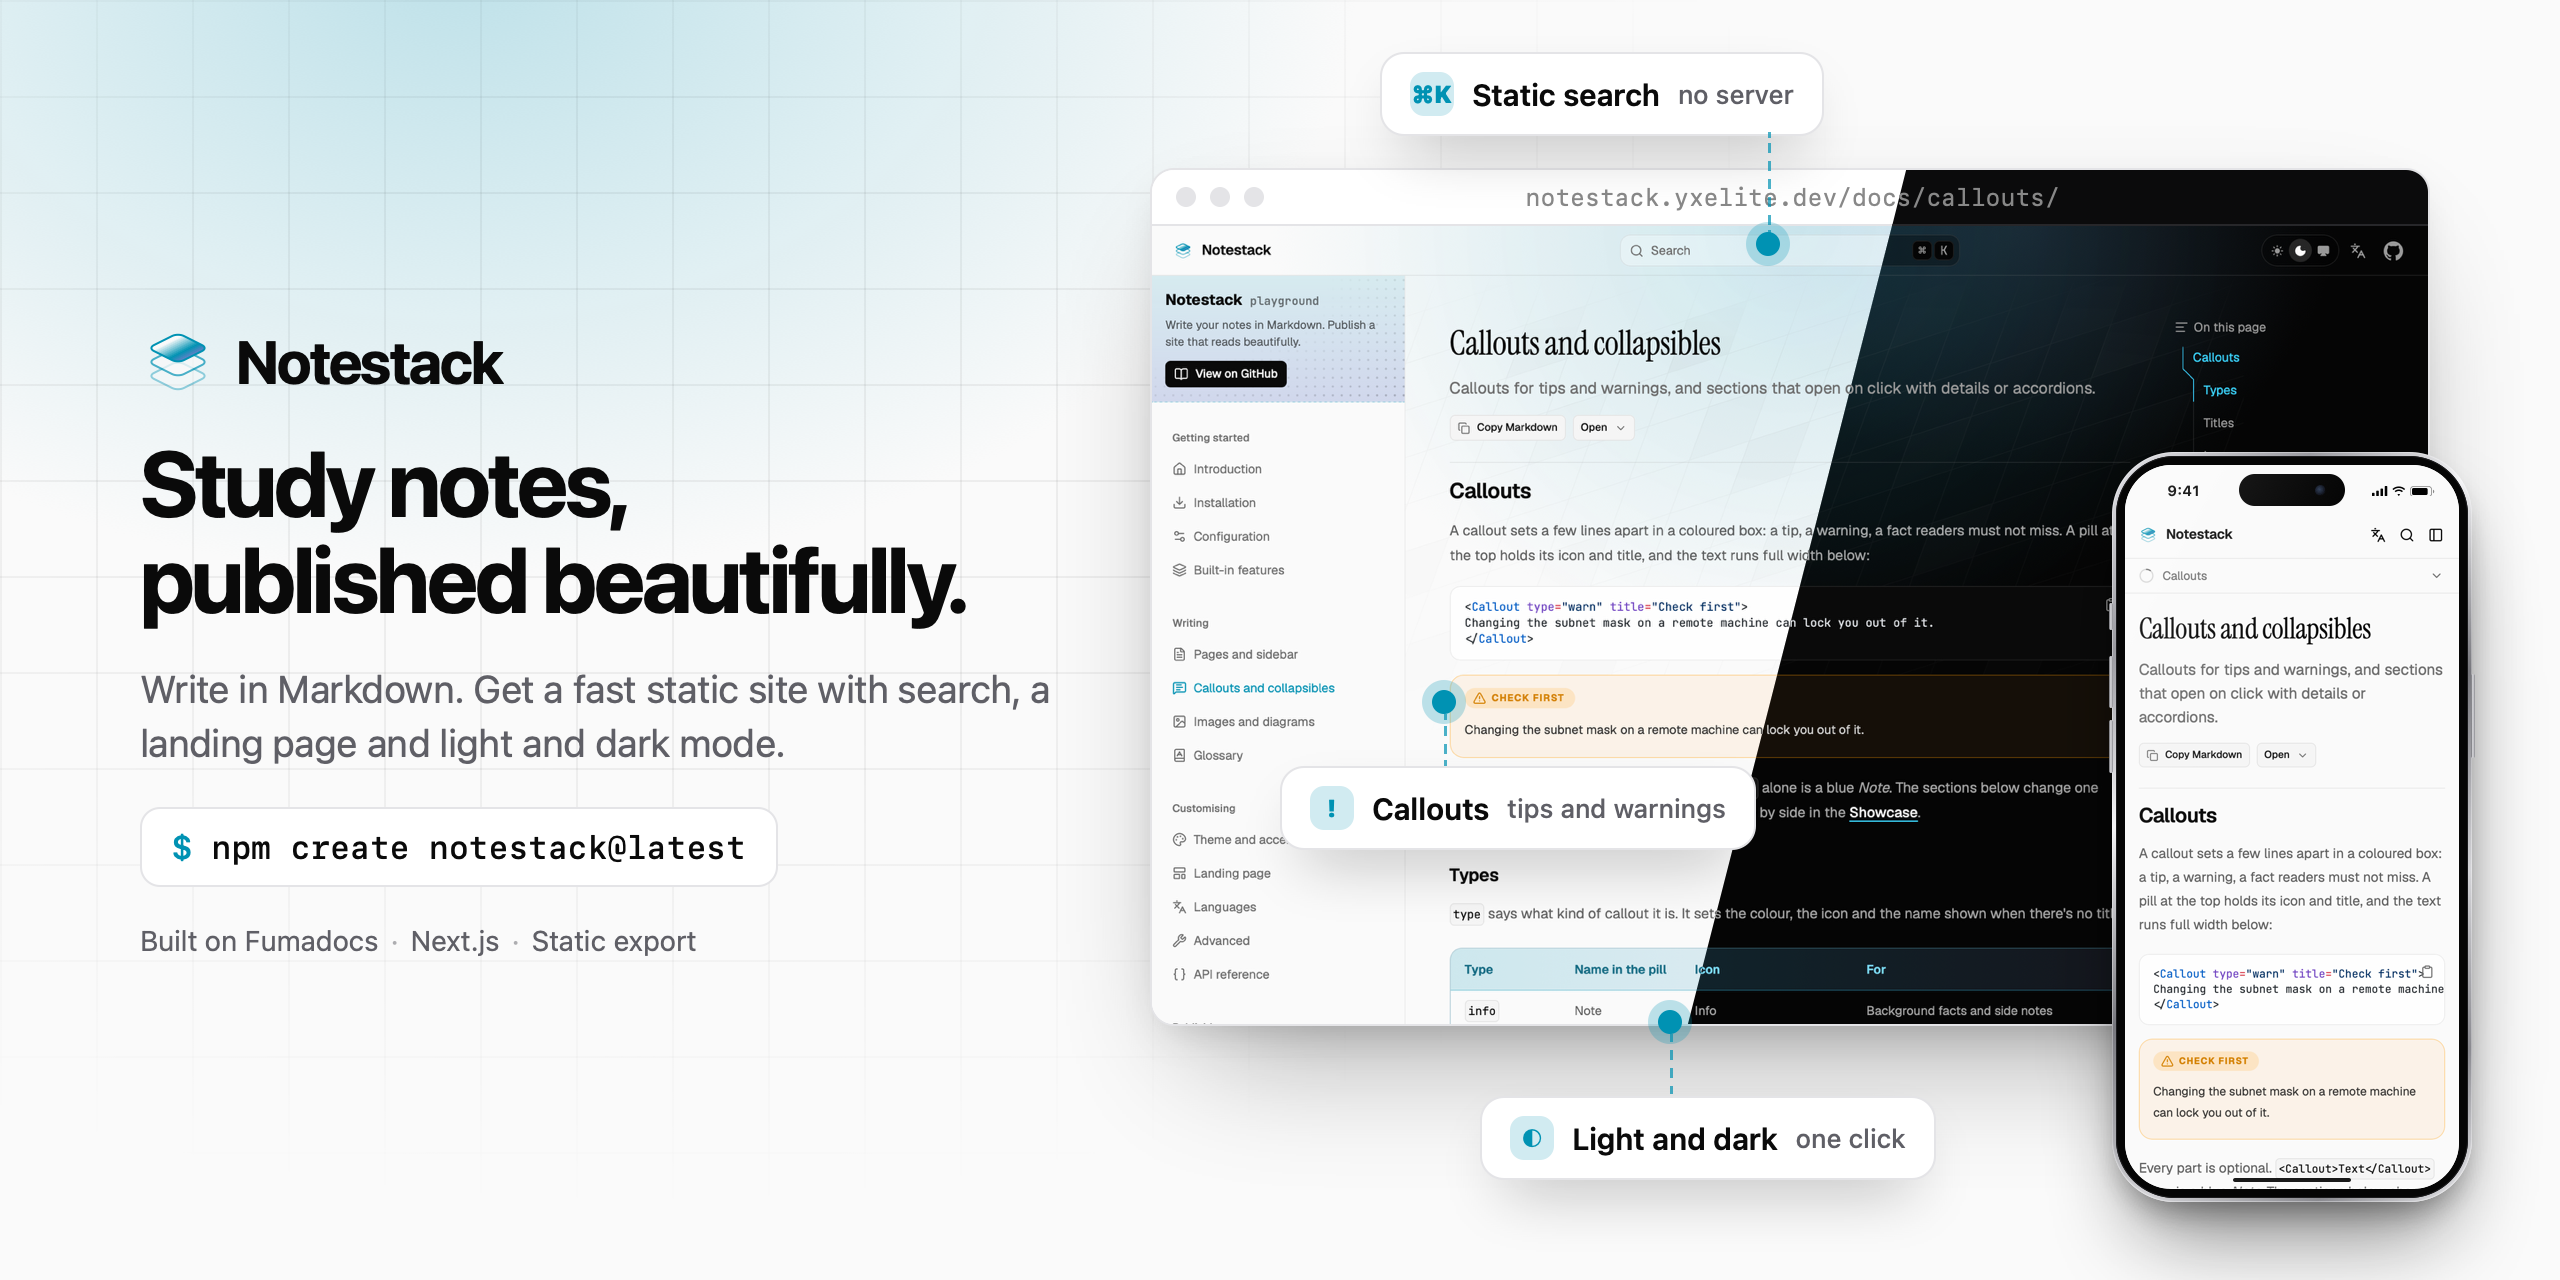 Notestack
Study notes,
published beautifully.
Write in Markdown. Get a fast static site with search, a
landing page and light and dark mode.
$ npm create notestack@latest
Built on Fumadocs · Next.js · Static export
⌘K Static search no server
notestack.yxelite.dev/docs/callouts/
Notestack
Search
⌘ K
Notestack playground
Write your notes in Markdown. Publish a
site that reads beautifully.
View on GitHub
Getting started
Introduction
Installation
Configuration
Built-in features
Writing
Pages and sidebar
Callouts and collapsibles
Images and diagrams
Glossary
Customising
Theme and acce
Landing page
Languages
Advanced
API reference
Callouts and collapsibles
Callouts for tips and warnings, and sections that open on click with details or accordions.
Copy Markdown
Open
Callouts
A callout sets a few lines apart in a coloured box: a tip, a warning, a fact readers must not miss. A pill at
the top holds its icon and title, and the text runs full width below:
<Callout type="warn" title="Check first">
Changing the subnet mask on a remote machine can lock you out of it.
</Callout>
CHECK FIRST
Changing the subnet mask on a remote machine can lock you out of it.
alone is a blue Note. The sections below change one
by side in the Showcase.
! Callouts tips and warnings
Types
type says what kind of callout it is. It sets the colour, the icon and the name shown when there's no titl
Type Name in the pill Icon For
info Note Info Background facts and side notes
On this page
Callouts
Types
Titles
Light and dark one click
9:41
Notestack
Callouts
Callouts and collapsibles
Callouts for tips and warnings, and sections
that open on click with details or
accordions.
Copy Markdown
Open
Callouts
A callout sets a few lines apart in a coloured box:
a tip, a warning, a fact readers must not miss. A
pill at the top holds its icon and title, and the text
runs full width below:
<Callout type="warn" title="Check first">
Changing the subnet mask on a remote machine
</Callout>
CHECK FIRST
Changing the subnet mask on a remote machine
can lock you out of it.
Every part is optional. <Callout>Text</Callout>